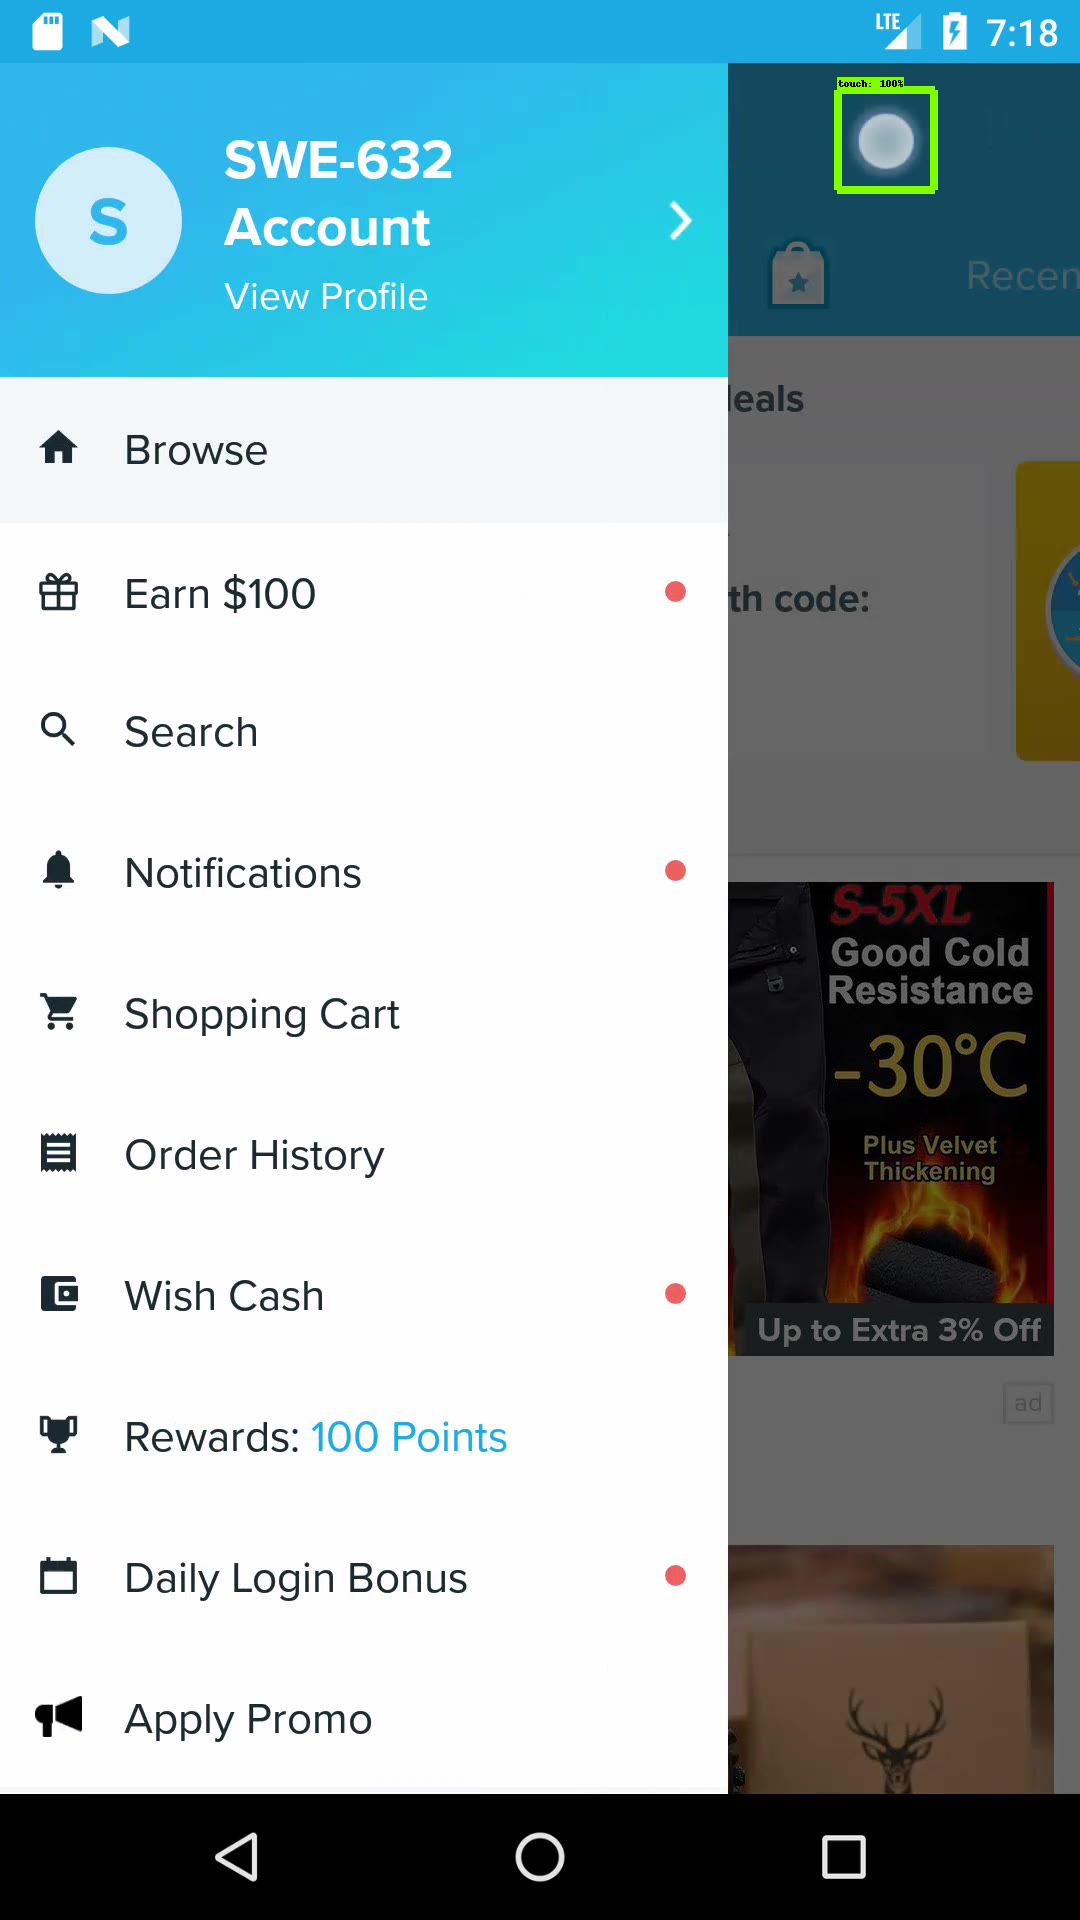 LTE 7:18
touch: 100%
SWE-632
Account
S
View Profile
Recen
eals
Browse
th code:
Earn $100
Search
Notifications
S-5XL
Good Cold
Resistance
-30°C
Shopping Cart
Plus Velvet
Thickening
Order History
Wish Cash
Up to Extra 3% Off
ad
Rewards: 100 Points
Daily Login Bonus
Apply Promo